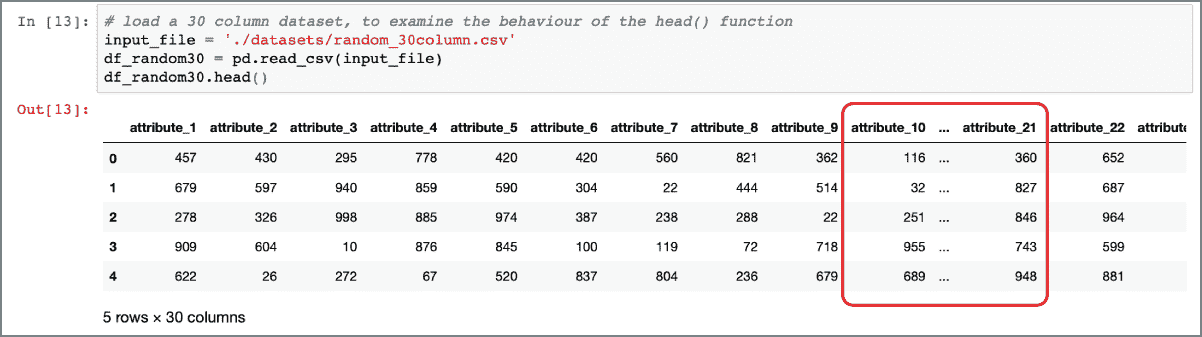 In [13]: # load a 30 column dataset, to examine the behaviour of the head() function
input_file = './datasets/random_30column.csv'
df_random30 = pd.read_csv(input_file)
df_random30.head()
Out[13]:
attribute_1 attribute_2 attribute_3 attribute_4 attribute_5 attribute_6 attribute_7 attribute_8 attribute_9 attribute_10 ... attribute_21 attribute_22 attribute
0 457 430 295 778 420 420 560 821 362 116 ... 360 652
1 679 597 940 859 590 304 22 444 514 32 ... 827 687
2 278 326 998 885 974 387 238 288 22 251 ... 846 964
3 909 604 10 876 845 100 119 72 718 955 ... 743 599
4 622 26 272 67 520 837 804 236 679 689 ... 948 881
5 rows × 30 columns